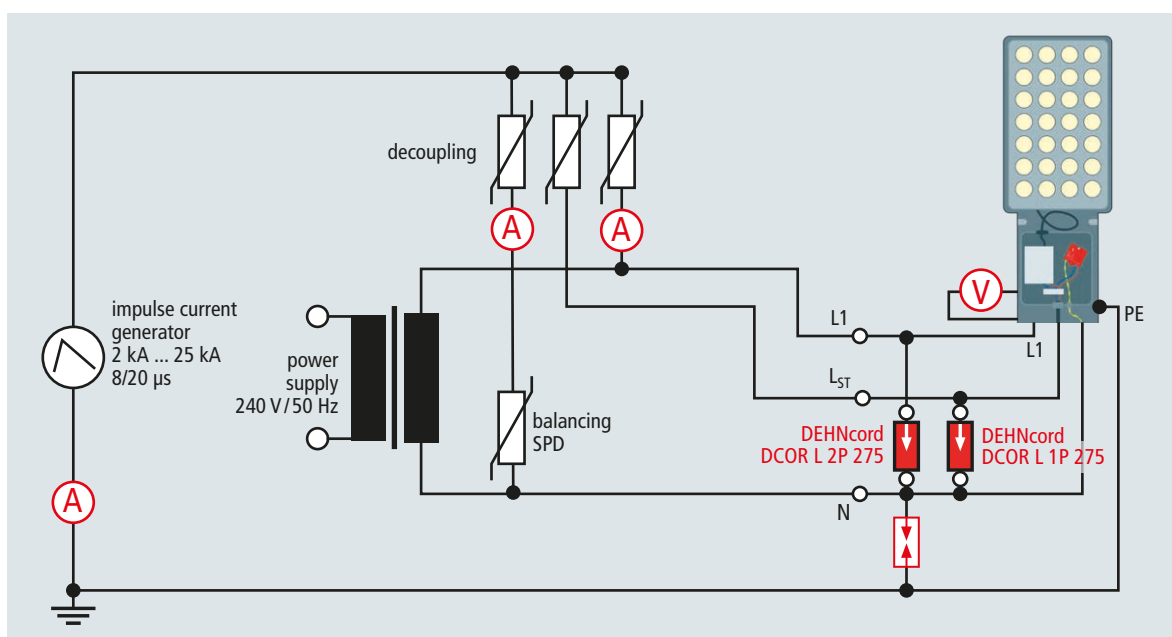 decoupling
A
A
impulse current
generator
2 kA ... 25 kA
8/20 µs
power
supply
240 V/50 Hz
balancing
SPD
V
PE
L1
L1
LST
DEHNcord
DCOR L 2P 275
DEHNcord
DCOR L 1P 275
A
N